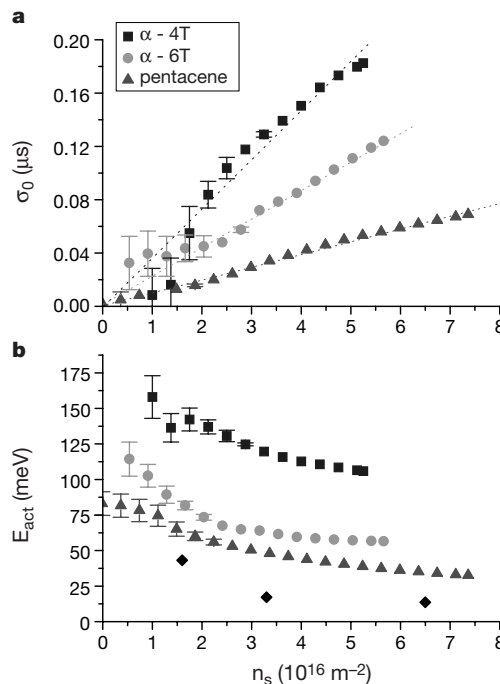 a
α - 4T
α - 6T
pentacene
0.20
0.16
0.12
0.08
0.04
0.00
σ₀ (μs)
0 1 2 3 4 5 6 7 8
b
175
150
125
100
75
50
25
0
E_act (meV)
0 1 2 3 4 5 6 7 8
n_s (10¹⁶ m⁻²)